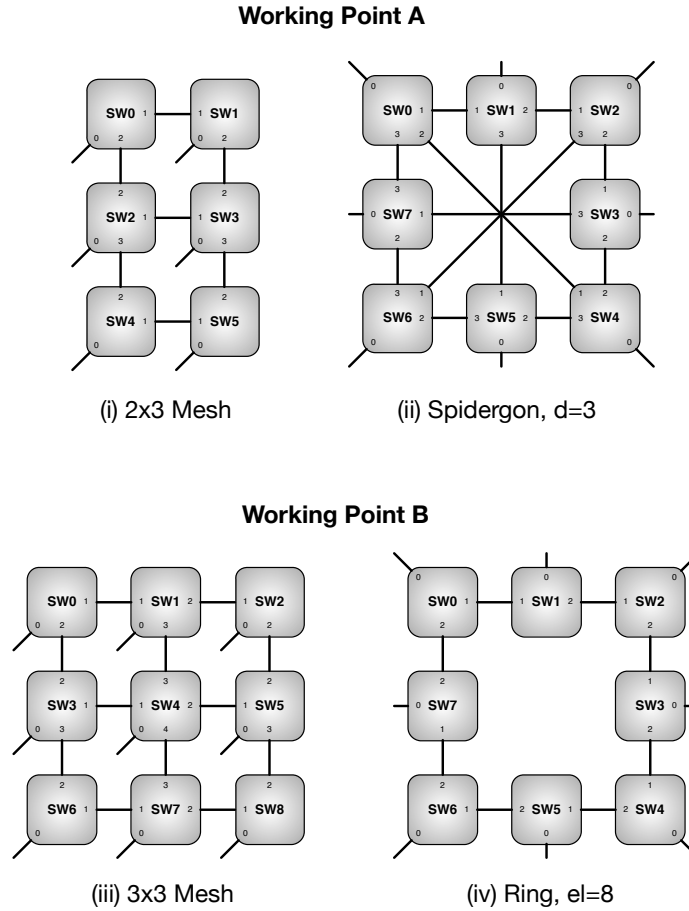 Working Point A
SW0 1 1 SW1
0 2 0 2
2 2
SW2 1 1 SW3
0 3 0 3
2 2
SW4 1 1 SW5
0 0
(i) 2x3 Mesh
0 0 0
SW0 1 1 SW1 2 1 SW2
3 2 3 3 2
3 1
0 SW7 1 3 SW3 0
2 2
3 1 1 1 2
SW6 2 3 SW5 2 3 SW4
0 0 0
(ii) Spidergon, d=3
Working Point B
SW0 1 1 SW1 2 1 SW2
0 2 0 3 0 2
2 3 2
SW3 1 1 SW4 2 1 SW5
0 3 0 4 0 3
2 3 2
SW6 1 1 SW7 2 1 SW8
0 0 0
(iii) 3x3 Mesh
0 0 0
SW0 1 1 SW1 2 1 SW2
2 2
2 1
0 SW7 SW3 0
1 2
2 1
SW6 1 2 SW5 1 2 SW4
0 0 0
(iv) Ring, el=8